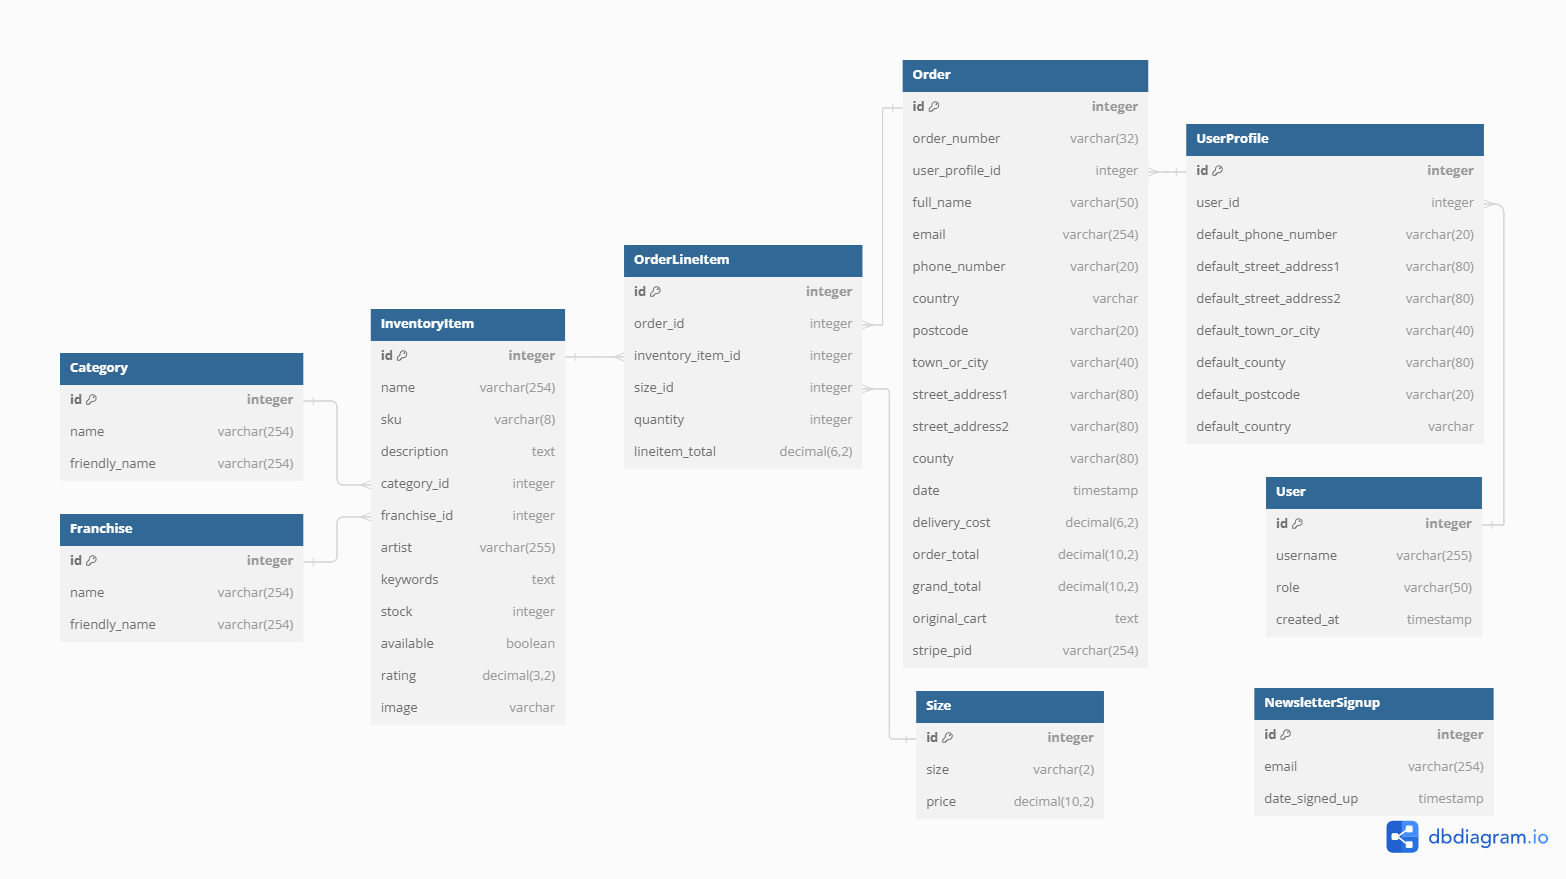 Order
id integer
order_number varchar(32)
user_profile_id integer
full_name varchar(50)
email varchar(254)
phone_number varchar(20)
country varchar
postcode varchar(20)
town_or_city varchar(40)
street_address1 varchar(80)
street_address2 varchar(80)
county varchar(80)
date timestamp
delivery_cost decimal(6,2)
order_total decimal(10,2)
grand_total decimal(10,2)
original_cart text
stripe_pid varchar(254)
UserProfile
id integer
user_id integer
default_phone_number varchar(20)
default_street_address1 varchar(80)
default_street_address2 varchar(80)
default_town_or_city varchar(40)
default_county varchar(80)
default_postcode varchar(20)
default_country varchar
OrderLineItem
id integer
order_id integer
inventory_item_id integer
size_id integer
quantity integer
lineitem_total decimal(6,2)
InventoryItem
id integer
name varchar(254)
sku varchar(8)
description text
category_id integer
franchise_id integer
artist varchar(255)
keywords text
stock integer
available boolean
rating decimal(3,2)
image varchar
Category
id integer
name varchar(254)
friendly_name varchar(254)
Franchise
id integer
name varchar(254)
friendly_name varchar(254)
User
id integer
username varchar(255)
role varchar(50)
created_at timestamp
Size
id integer
size varchar(2)
price decimal(10,2)
NewsletterSignup
id integer
email varchar(254)
date_signed_up timestamp
dbdiagram.io